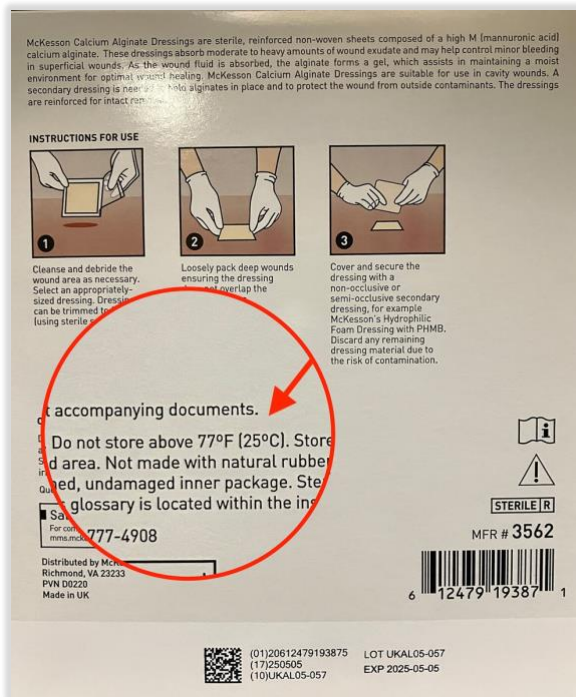 McKesson Calcium Alginate Dressings are sterile, reinforced non-woven sheets composed of a high M (mannuronic acid)
calcium alginate. These dressings absorb moderate to heavy amounts of wound exudate and may help control minor bleeding
in superficial wounds. As the wound fluid is absorbed, the alginate forms a gel, which assists in maintaining a moist
environment for optimal wound healing. McKesson Calcium Alginate Dressings are suitable for use in cavity wounds. A
secondary dressing is alginates in place and to protect the wound from outside contaminants. The dressings
are reinforced for intact
INSTRUCTIONS FOR USE
1
Cleanse and debride the
wound area as necessary.
Select an appropriately-
sized dressing.
can be trimmed
(using sterile
2
Loosely pack deep wounds
ensuring the dressing
overlap the
3
Cover and secure the
dressing with a
non-occlusive or
semi-occlusive secondary
dressing, for example
McKesson's Hydrophilic
Foam Dressing with PHMB.
Discard any remaining
dressing material due to
the risk of contamination.
accompanying documents.
Do not store above 77ºF (25ºC). Store
d area. Not made with natural rubbe
ned, undamaged inner package. Ste
glossary is located within the
777-4908
Distributed by
Richmond, VA 23233
PVN D0220
Made in UK
STERILE R
MFR # 3562
6 12479 19387 1
(01)20612479193875
(17)250505
(10)UKAL05-057
LOT UKAL05-057
EXP 2025-05-05